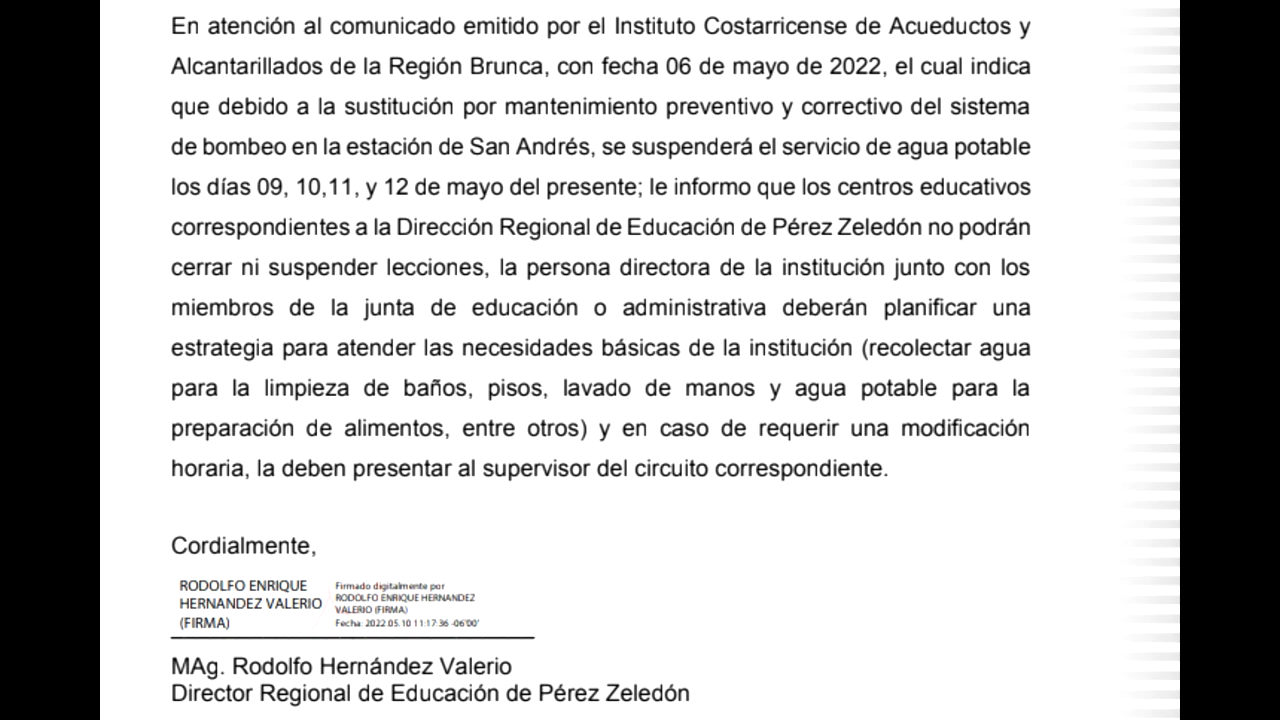 En atención al comunicado emitido por el Instituto Costarricense de Acueductos y
Alcantarillados de la Región Brunca, con fecha 06 de mayo de 2022, el cual indica
que debido a la sustitución por mantenimiento preventivo y correctivo del sistema
de bombeo en la estación de San Andrés, se suspenderá el servicio de agua potable
los días 09, 10,11, y 12 de mayo del presente; le informo que los centros educativos
correspondientes a la Dirección Regional de Educación de Pérez Zeledón no podrán
cerrar ni suspender lecciones, la persona directora de la institución junto con los
miembros de la junta de educación o administrativa deberán planificar una
estrategia para atender las necesidades básicas de la institución (recolectar agua
para la limpieza de baños, pisos, lavado de manos y agua potable para la
preparación de alimentos, entre otros) y en caso de requerir una modificación
horaria, la deben presentar al supervisor del circuito correspondiente.
Cordialmente,
RODOLFO ENRIQUE
HERNANDEZ VALERIO
(FIRMA)
Firmado digitalmente por
RODOLFO ENRIQUE HERNANDEZ
VALERIO (FIRMA)
Fecha: 2022.05.10 11:17:36 -06'00'
MAg. Rodolfo Hernández Valerio
Director Regional de Educación de Pérez Zeledón